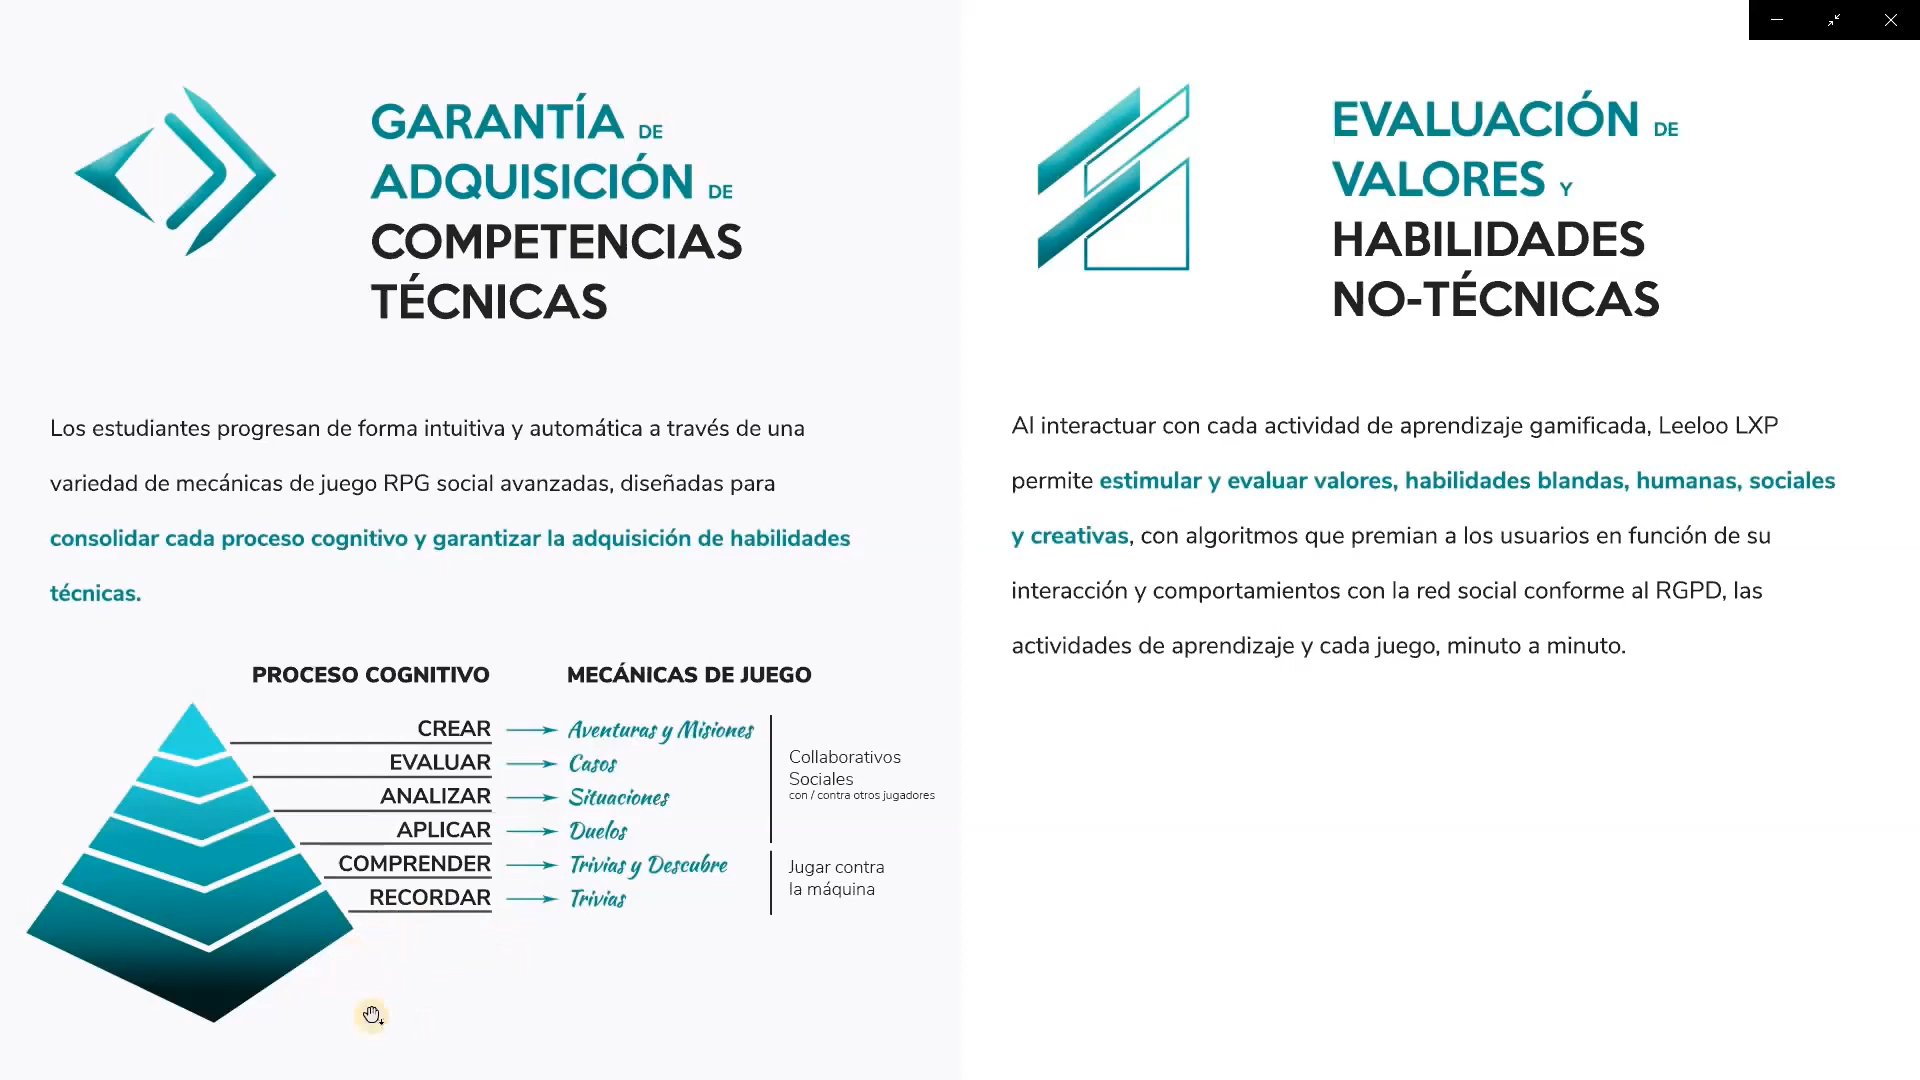 GARANTÍA DE
ADQUISICIÓN DE
COMPETENCIAS
TÉCNICAS
Los estudiantes progresan de forma intuitiva y automática a través de una
variedad de mecánicas de juego RPG social avanzadas, diseñadas para
consolidar cada proceso cognitivo y garantizar la adquisición de habilidades
técnicas.
PROCESO COGNITIVO MECÁNICAS DE JUEGO
CREAR Aventuras y Misiones
EVALUAR Casos
ANALIZAR Situaciones
APLICAR Duelos
COMPRENDER Trivias y Descubre
RECORDAR Trivias
Collaborativos
Sociales
con / contra otros jugadores
Jugar contra
la máquina
EVALUACIÓN DE
VALORES Y
HABILIDADES
NO-TÉCNICAS
Al interactuar con cada actividad de aprendizaje gamificada, Leeloo LXP
permite estimular y evaluar valores, habilidades blandas, humanas, sociales
y creativas, con algoritmos que premian a los usuarios en función de su
interacción y comportamientos con la red social conforme al RGPD, las
actividades de aprendizaje y cada juego, minuto a minuto.